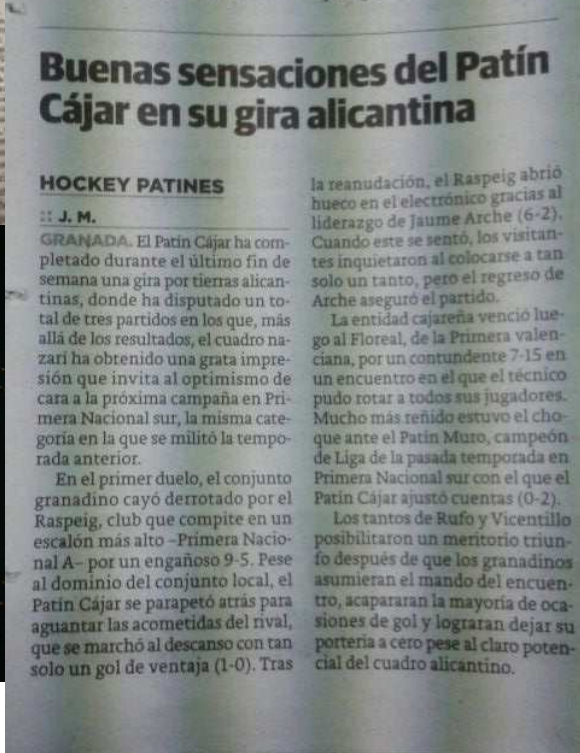 Buenas sensaciones del Patín
Cájar en su gira alicantina
HOCKEY PATINES
:: J. M.
GRANADA. El Patín Cájar ha com-
pletado durante el último fin de
semana una gira por tierras alican-
tinas, donde ha disputado un to-
tal de tres partidos en los que, más
allá de los resultados, el cuadro na-
zarí ha obtenido una grata impre-
sión que invita al optimismo de
cara a la próxima campaña en Pri-
mera Nacional sur, la misma cate-
goría en la que se militó la tempo-
rada anterior.
En el primer duelo, el conjunto
granadino cayó derrotado por el
Raspeig, club que compite en un
escalón más alto –Primera Nacio-
nal A– por un engañoso 9-5. Pese
al dominio del conjunto local, el
Patín Cájar se parapetó atrás para
aguantar las acometidas del rival,
que se marchó al descanso con tan
solo un gol de ventaja (1-0). Tras
la reanudación, el Raspeig abrió
hueco en el electrónico gracias al
liderazgo de Jaume Arche (6-2).
Cuando este se sentó, los visitan-
tes inquietaron al colocarse a tan
solo un tanto, pero el regreso de
Arche aseguró el partido.
La entidad cajareña venció lue-
go al Floreal, de la Primera valen-
ciana, por un contundente 7-15 en
un encuentro en el que el técnico
pudo rotar a todos sus jugadores.
Mucho más reñido estuvo el cho-
que ante el Patín Muro, campeón
de Liga de la pasada temporada en
Primera Nacional sur con el que el
Patín Cájar ajustó cuentas (0-2).
Los tantos de Rufo y Vicentillo
posibilitaron un meritorio triun-
fo después de que los granadinos
asumieran el mando del encuen-
tro, acapararan la mayoría de oca-
siones de gol y lograran dejar su
portería a cero pese al claro poten-
cial del cuadro alicantino.